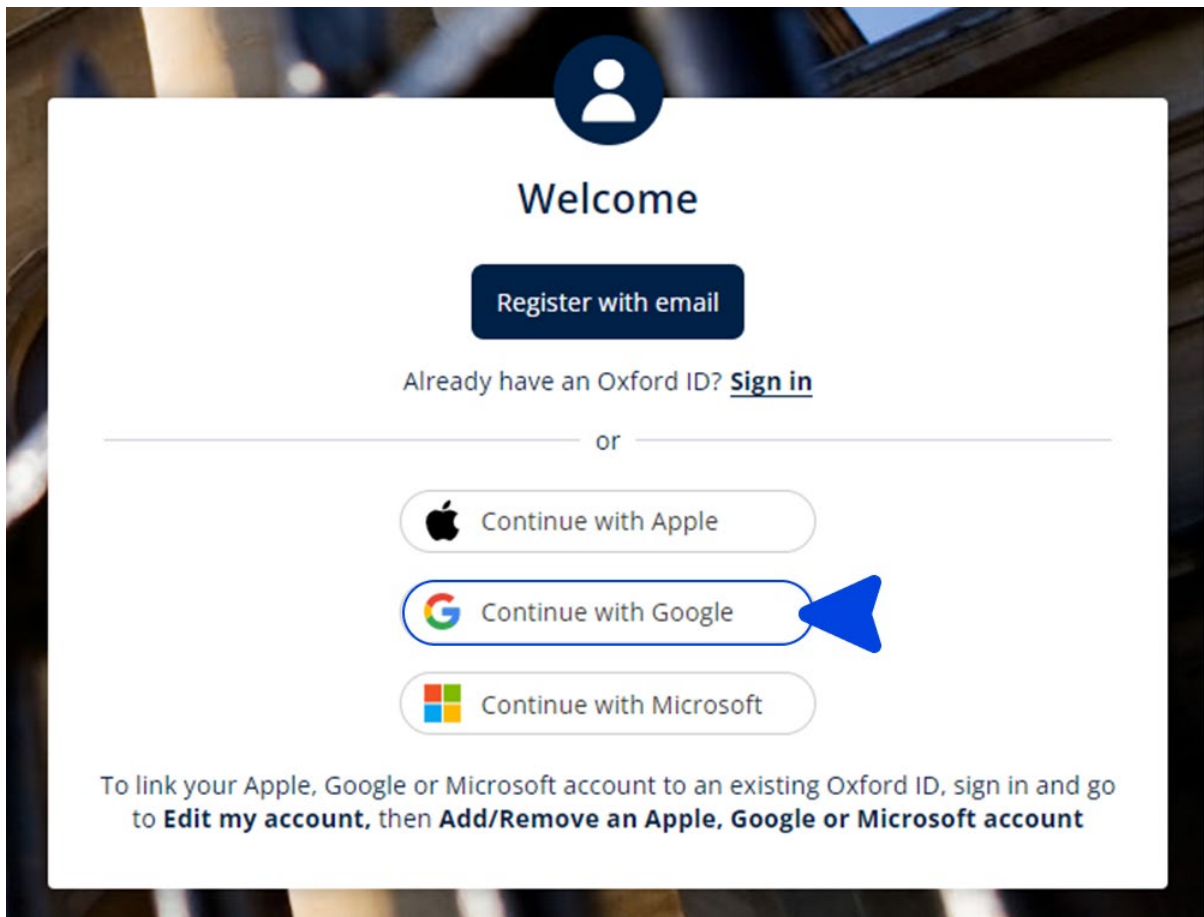 Welcome
Register with email
Already have an Oxford ID? Sign in
or
Continue with Apple
Continue with Google
Continue with Microsoft
To link your Apple, Google or Microsoft account to an existing Oxford ID, sign in and go
to Edit my account, then Add/Remove an Apple, Google or Microsoft account